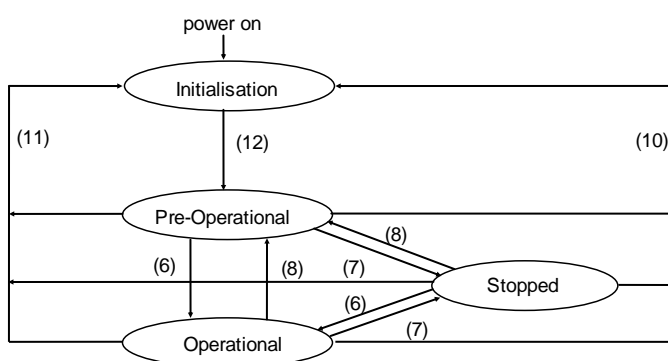 power on
Initialisation
(11)
(12)
(10)
Pre-Operational
(8)
(6)
(8)
(7)
Stopped
(6)
(7)
Operational